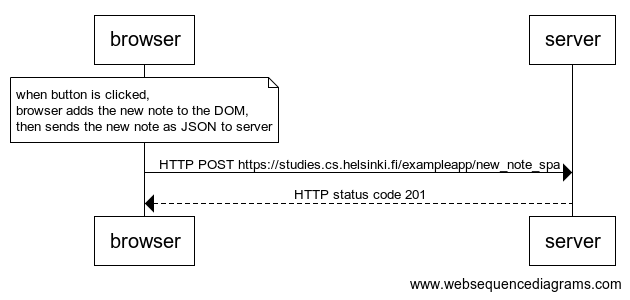 browser
server
when button is clicked,
browser adds the new note to the DOM,
then sends the new note as JSON to server
HTTP POST https://studies.cs.helsinki.fi/exampleapp/new_note_spa
HTTP status code 201
browser
server
www.websequencediagrams.com